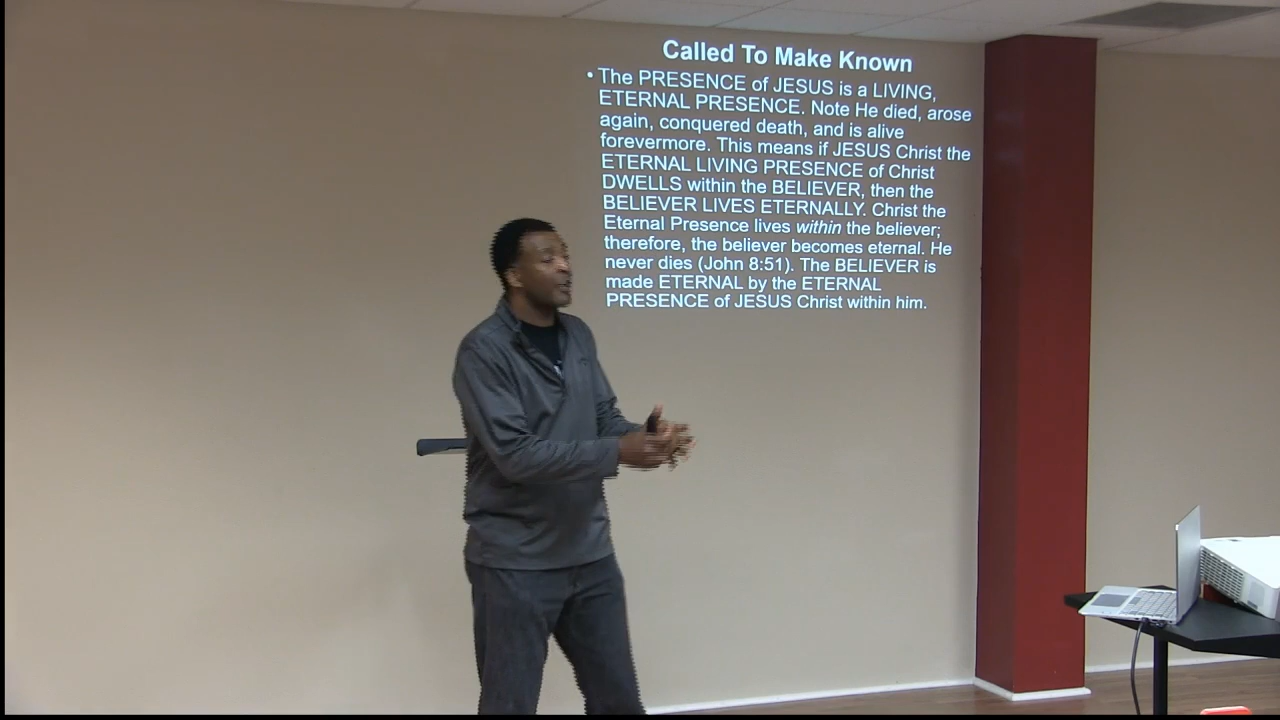 Called To Make Known
• The PRESENCE of JESUS is a LIVING,
ETERNAL PRESENCE. Note He died, arose
again, conquered death, and is alive
forevermore. This means if JESUS Christ the
ETERNAL LIVING PRESENCE of Christ
DWELLS within the BELIEVER, then the
BELIEVER LIVES ETERNALLY. Christ the
Eternal Presence lives within the believer;
therefore, the believer becomes eternal. He
never dies (John 8:51). The BELIEVER is
made ETERNAL by the ETERNAL
PRESENCE of JESUS Christ within him.